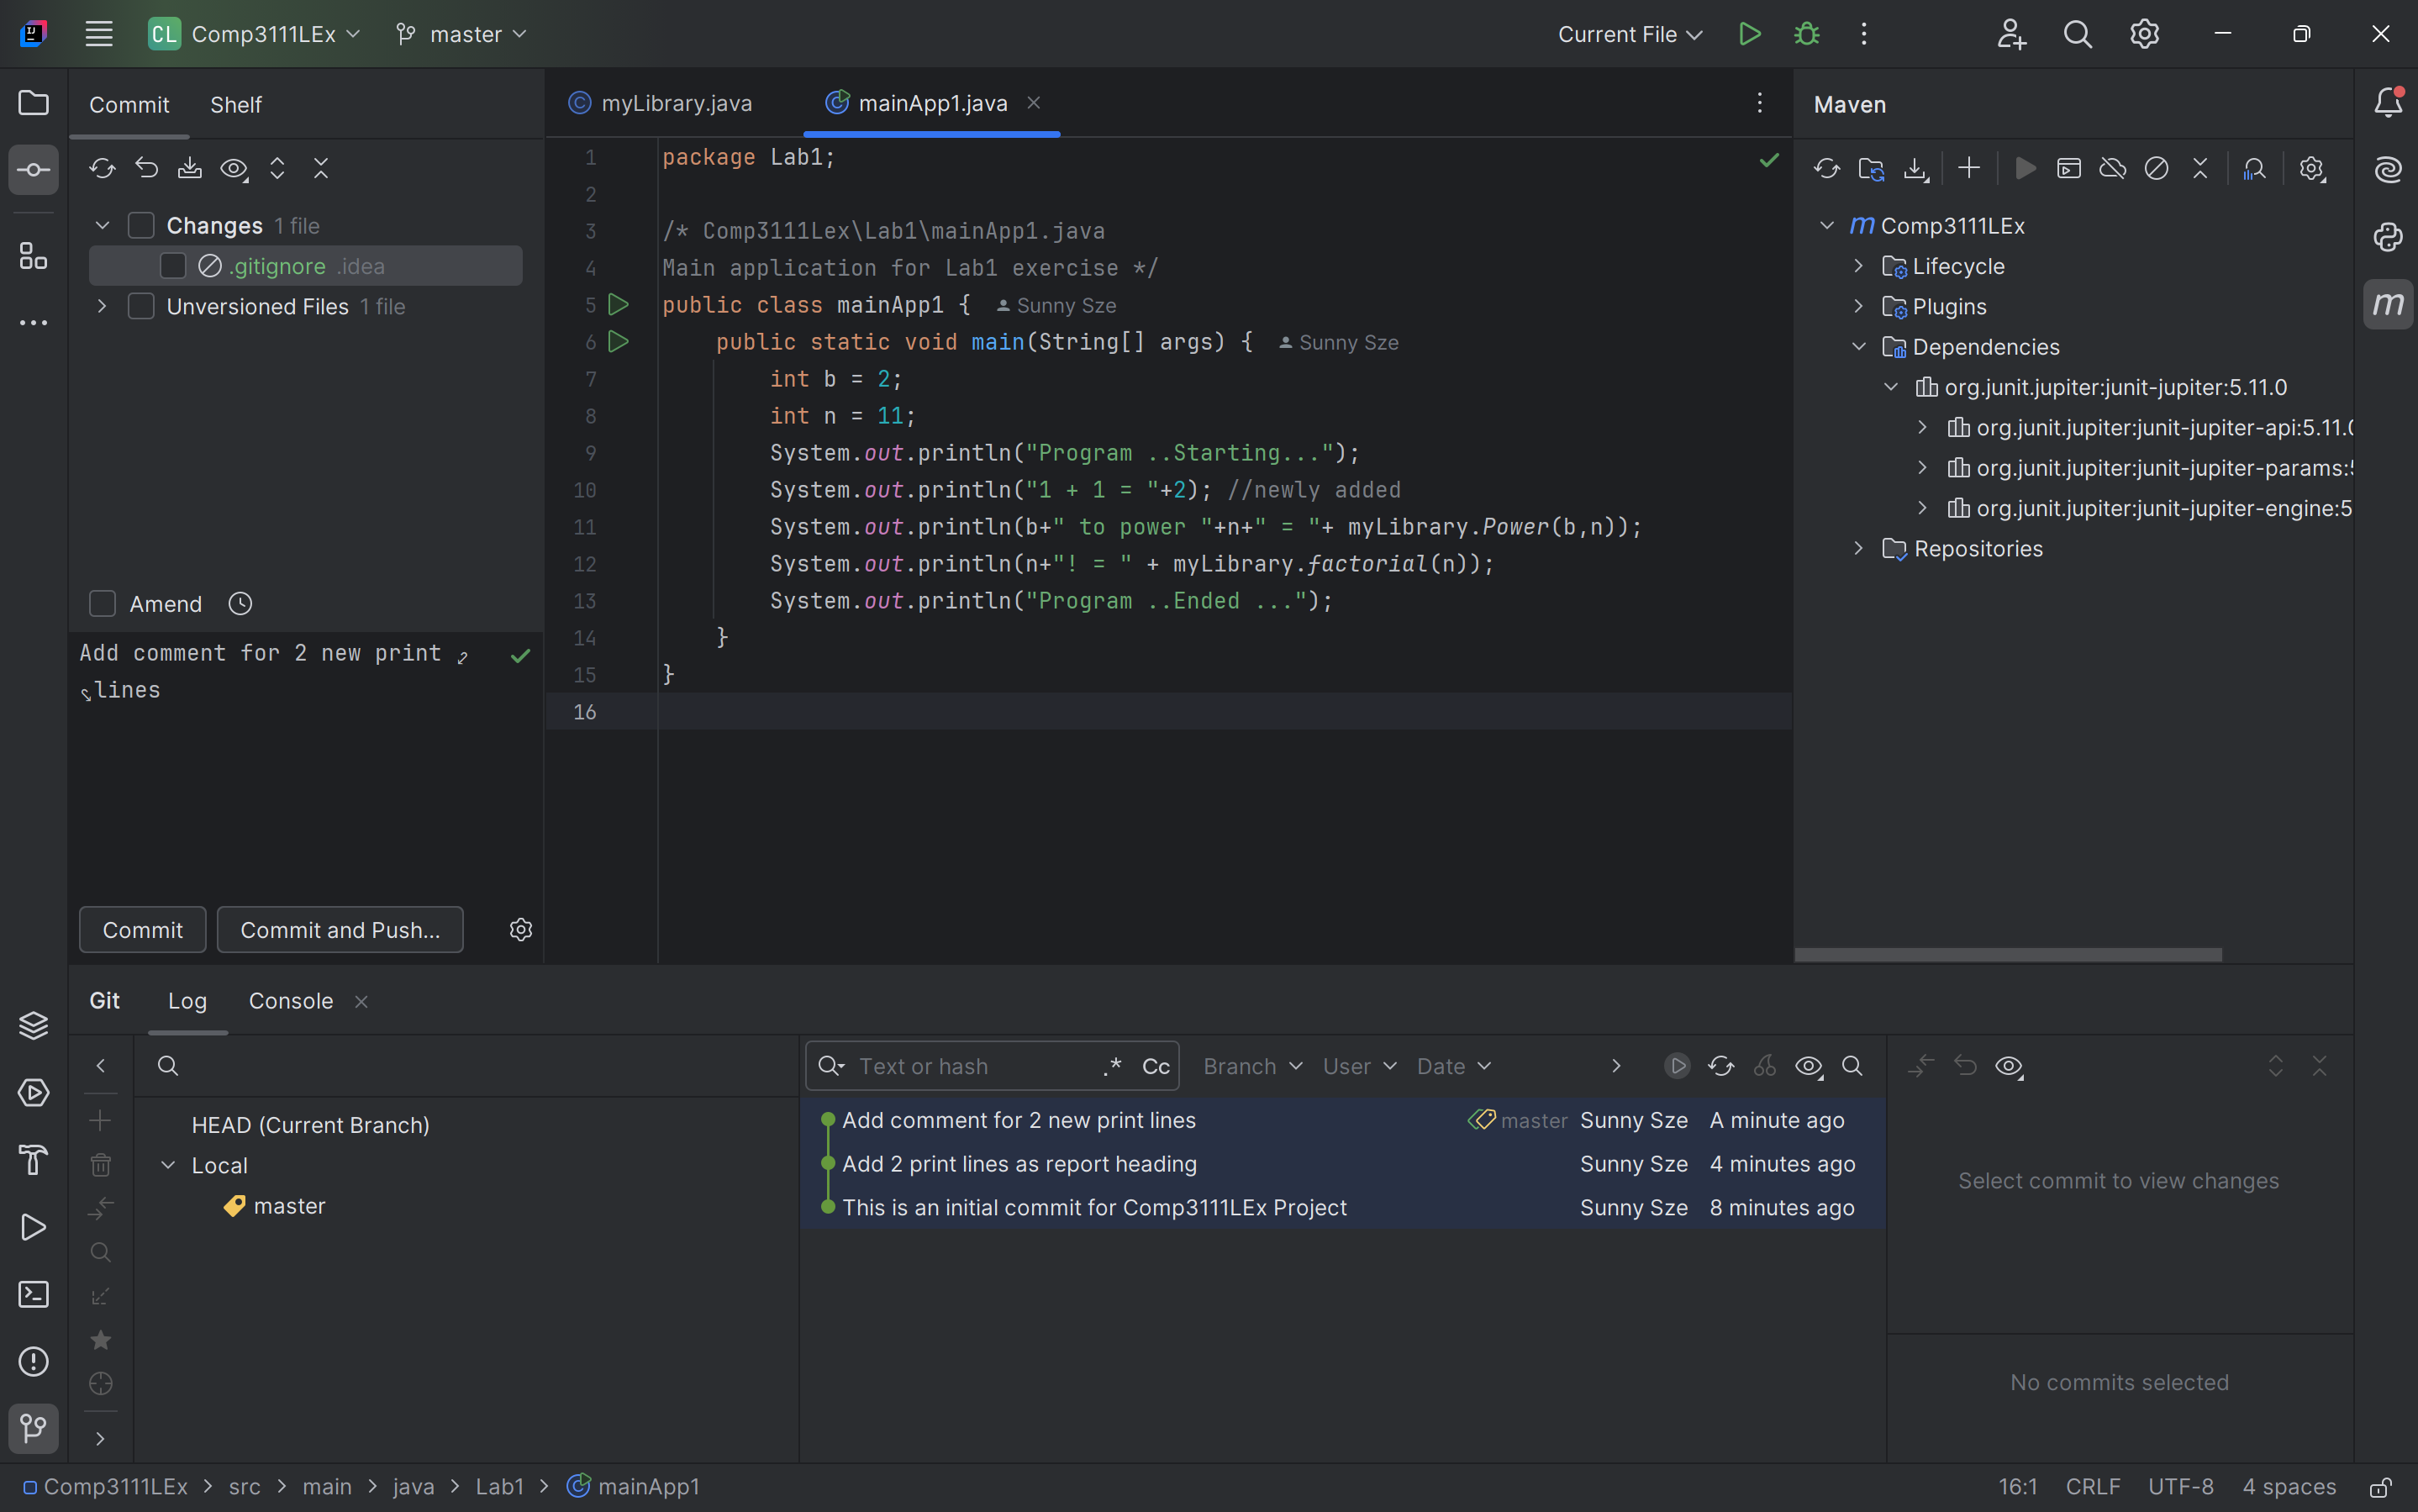 CL Comp3111LEx master Current File
Commit Shelf
myLibrary.java mainApp1.java
Maven
Changes 1 file
.gitignore .idea
Unversioned Files 1 file
Amend
Add comment for 2 new print
lines
Commit Commit and Push...
1 package Lab1;
2
3 /* Comp3111Lex\Lab1\mainApp1.java
4 Main application for Lab1 exercise */
5 public class mainApp1 { Sunny Sze
6 public static void main(String[] args) { Sunny Sze
7 int b = 2;
8 int n = 11;
9 System.out.println("Program ..Starting...");
10 System.out.println("1 + 1 = "+2); //newly added
11 System.out.println(b+" to power "+n+" = "+ myLibrary.Power(b,n));
12 System.out.println(n+"! = " + myLibrary.factorial(n));
13 System.out.println("Program ..Ended ...");
14 }
15 }
16
m Comp3111LEx
Lifecycle
Plugins
Dependencies
org.junit.jupiter:junit-jupiter:5.11.0
org.junit.jupiter:junit-jupiter-api:5.11.0
org.junit.jupiter:junit-jupiter-params:5
org.junit.jupiter:junit-jupiter-engine:5
Repositories
m
Git Log Console
Text or hash .* Cc Branch User Date
HEAD (Current Branch)
Local
master
Add comment for 2 new print lines master Sunny Sze A minute ago
Add 2 print lines as report heading Sunny Sze 4 minutes ago
This is an initial commit for Comp3111LEx Project Sunny Sze 8 minutes ago
Select commit to view changes
No commits selected
Comp3111LEx > src > main > java > Lab1 > mainApp1 16:1 CRLF UTF-8 4 spaces